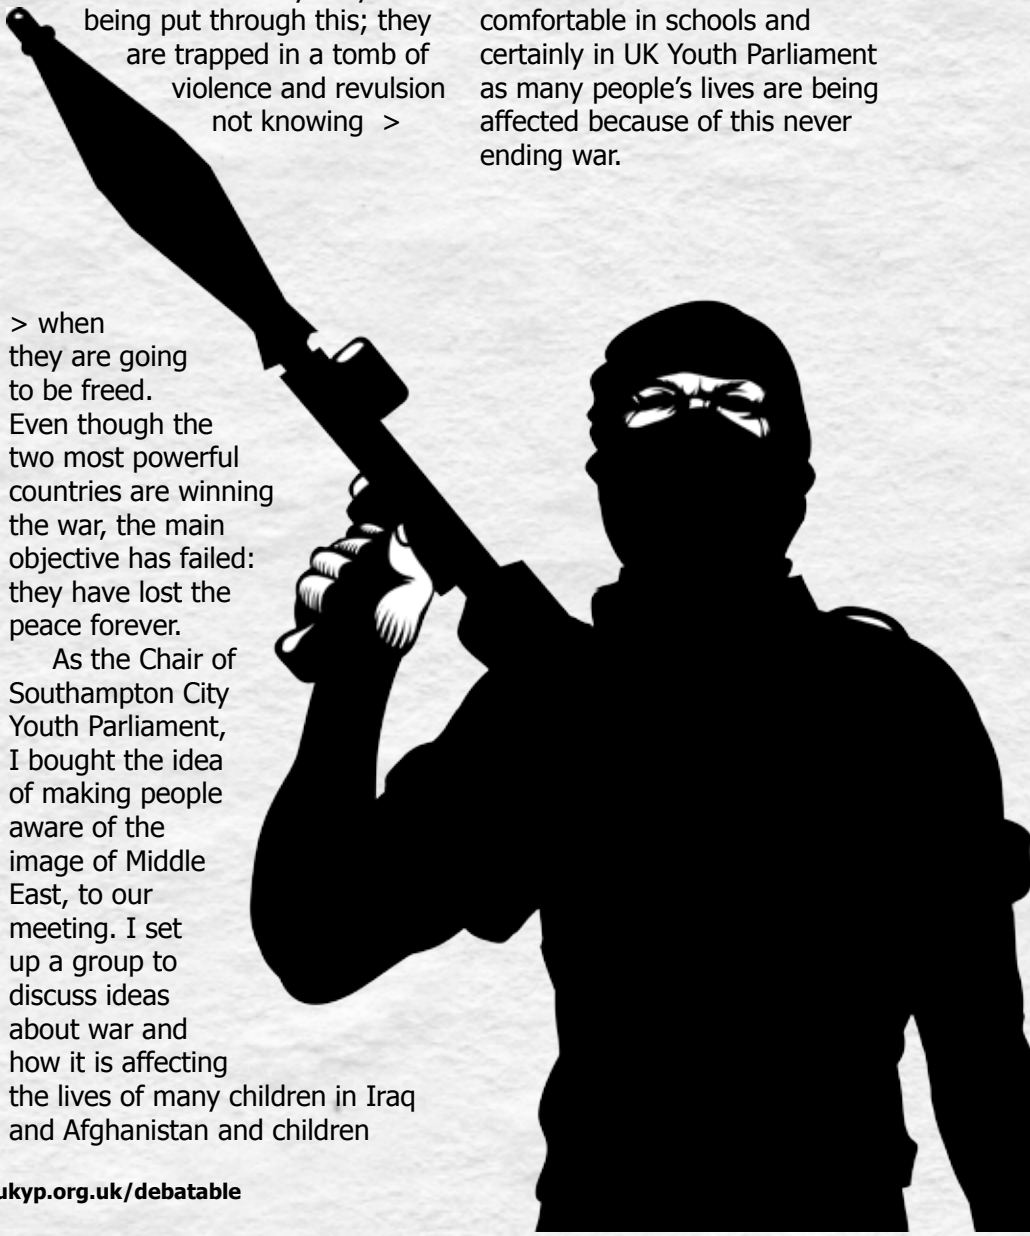 being put through this; they
are trapped in a tomb of
violence and revulsion
not knowing >
> when
they are going
to be freed.
Even though the
two most powerful
countries are winning
the war, the main
objective has failed:
they have lost the
peace forever.
As the Chair of
Southampton City
Youth Parliament,
I bought the idea
of making people
aware of the
image of Middle
East, to our
meeting. I set
up a group to
discuss ideas
about war and
how it is affecting
the lives of many children in Iraq
and Afghanistan and children
comfortable in schools and
certainly in UK Youth Parliament
as many people’s lives are being
affected because of this never
ending war.
ukyp.org.uk/debatable